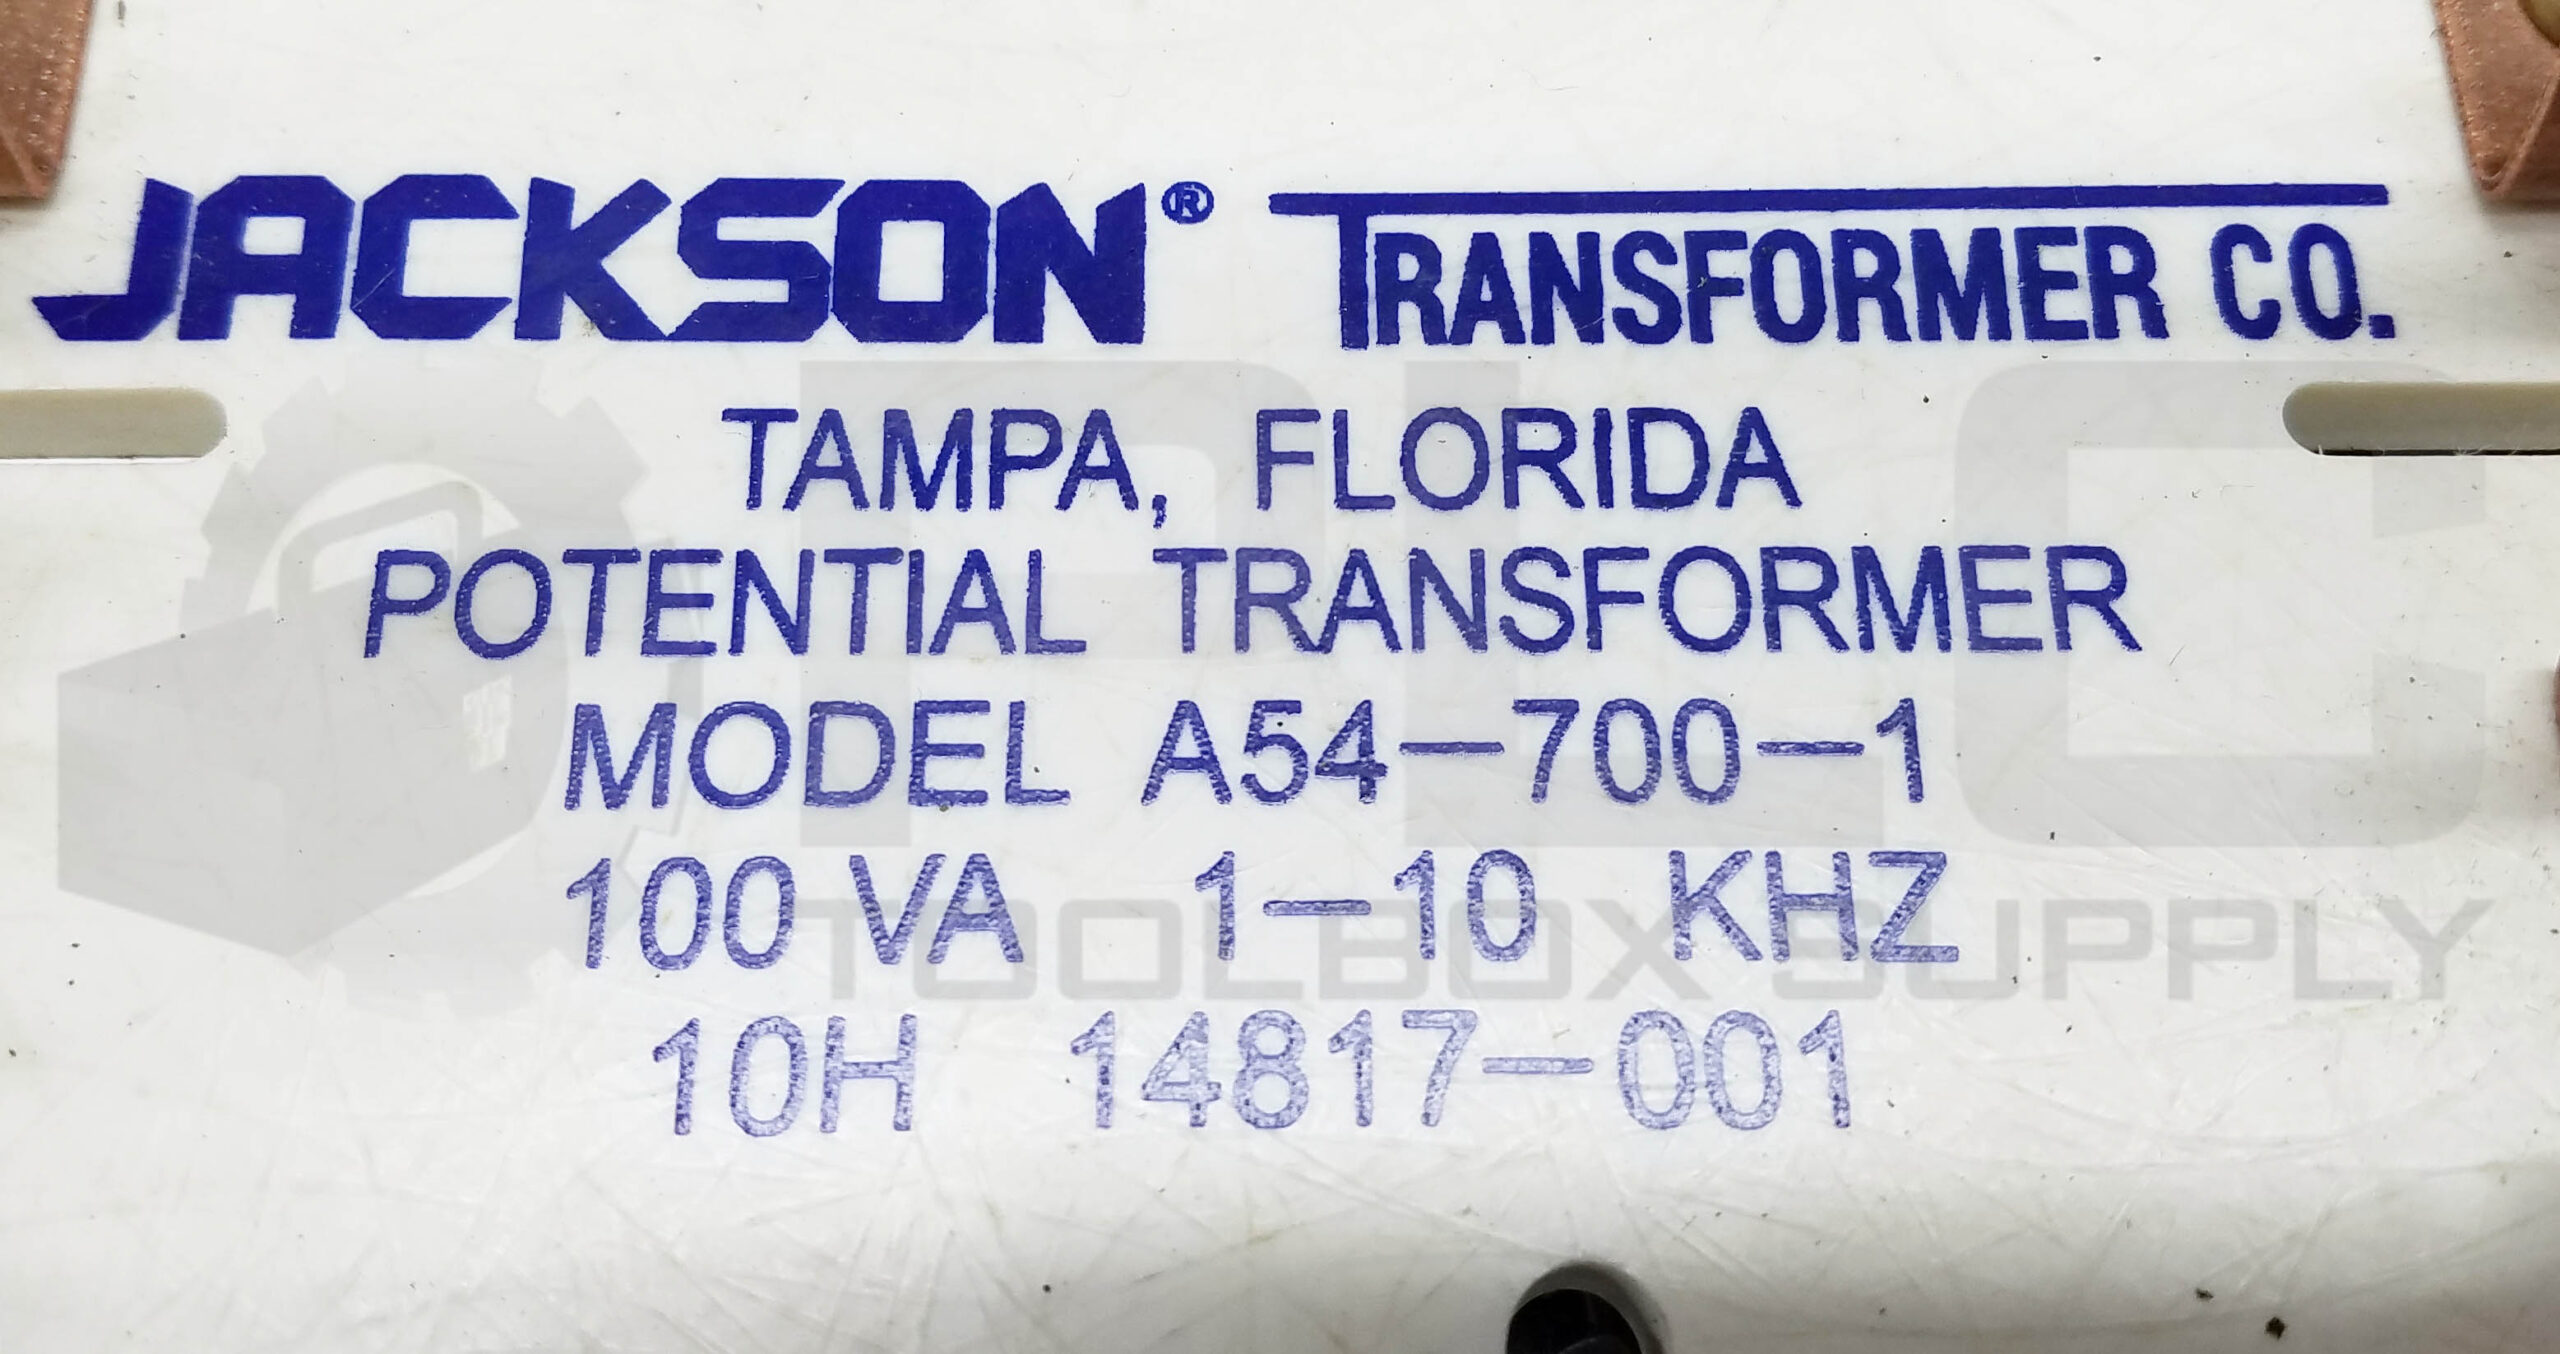 JACKSON® TRANSFORMER CO.
TAMPA, FLORIDA
POTENTIAL TRANSFORMER
MODEL A54-700-1
100 VA 1-10 KHZ
10H 14817-001
PLC
TOOLBOX SUPPLY